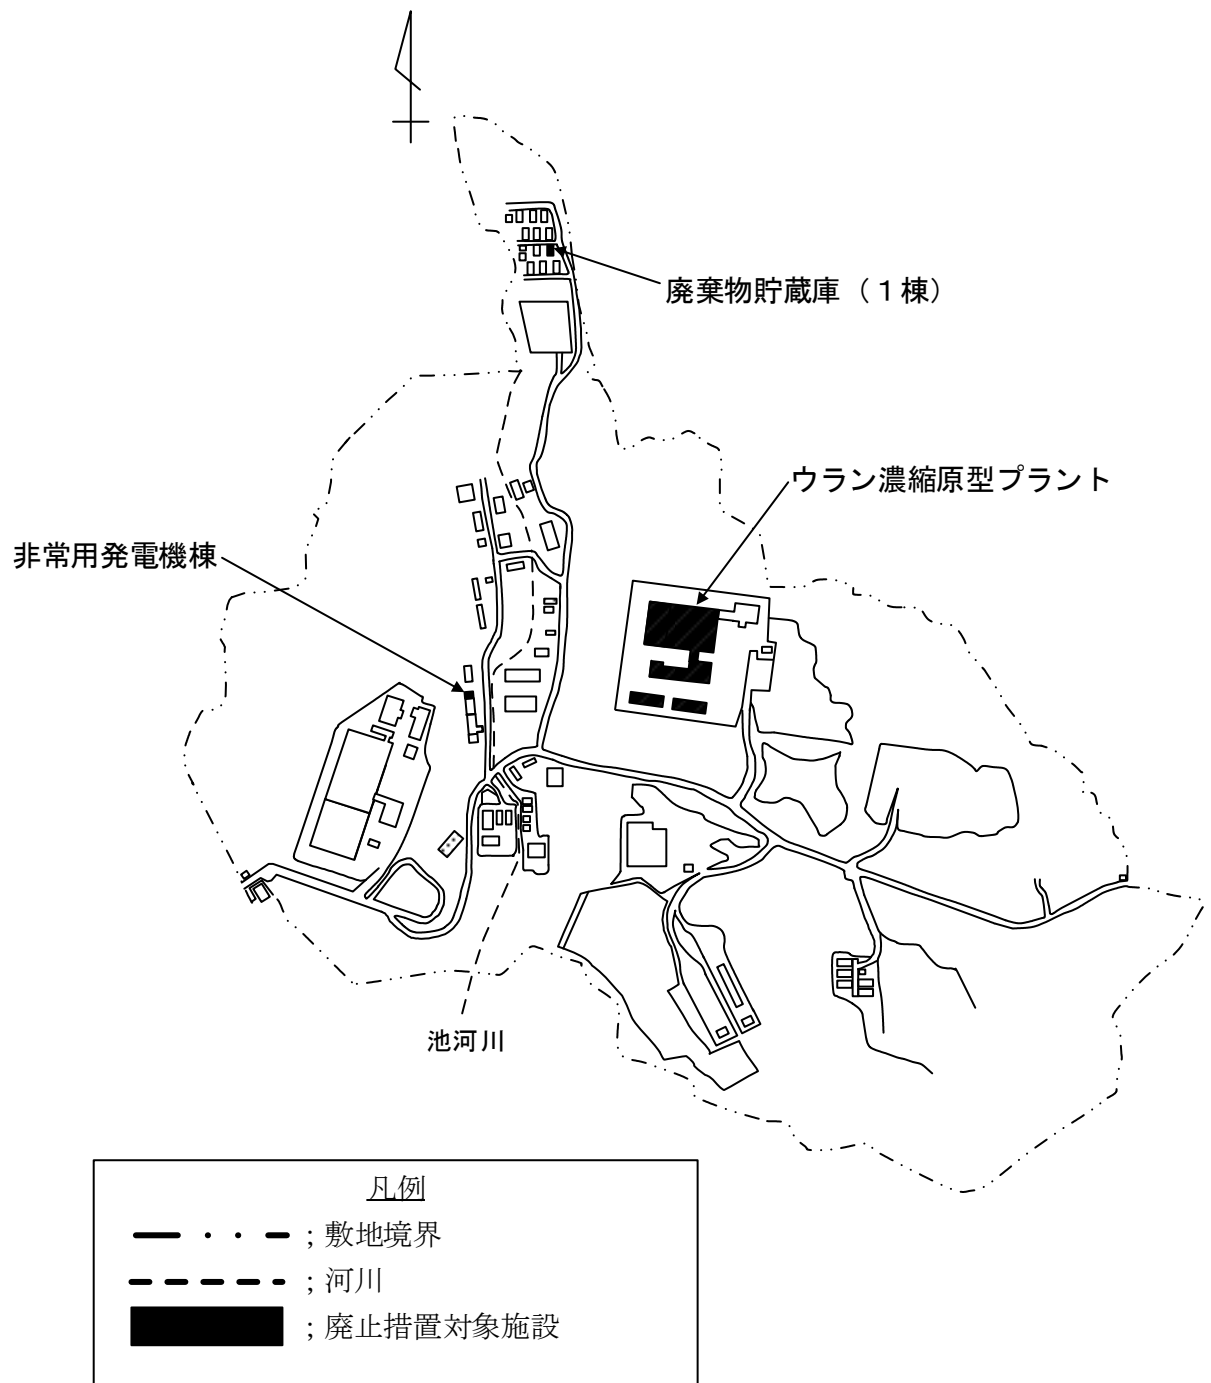 廃棄物貯蔵庫（１棟）
ウラン濃縮原型プラント
非常用発電機棟
池河川
凡例
；敷地境界
；河川
；廃止措置対象施設